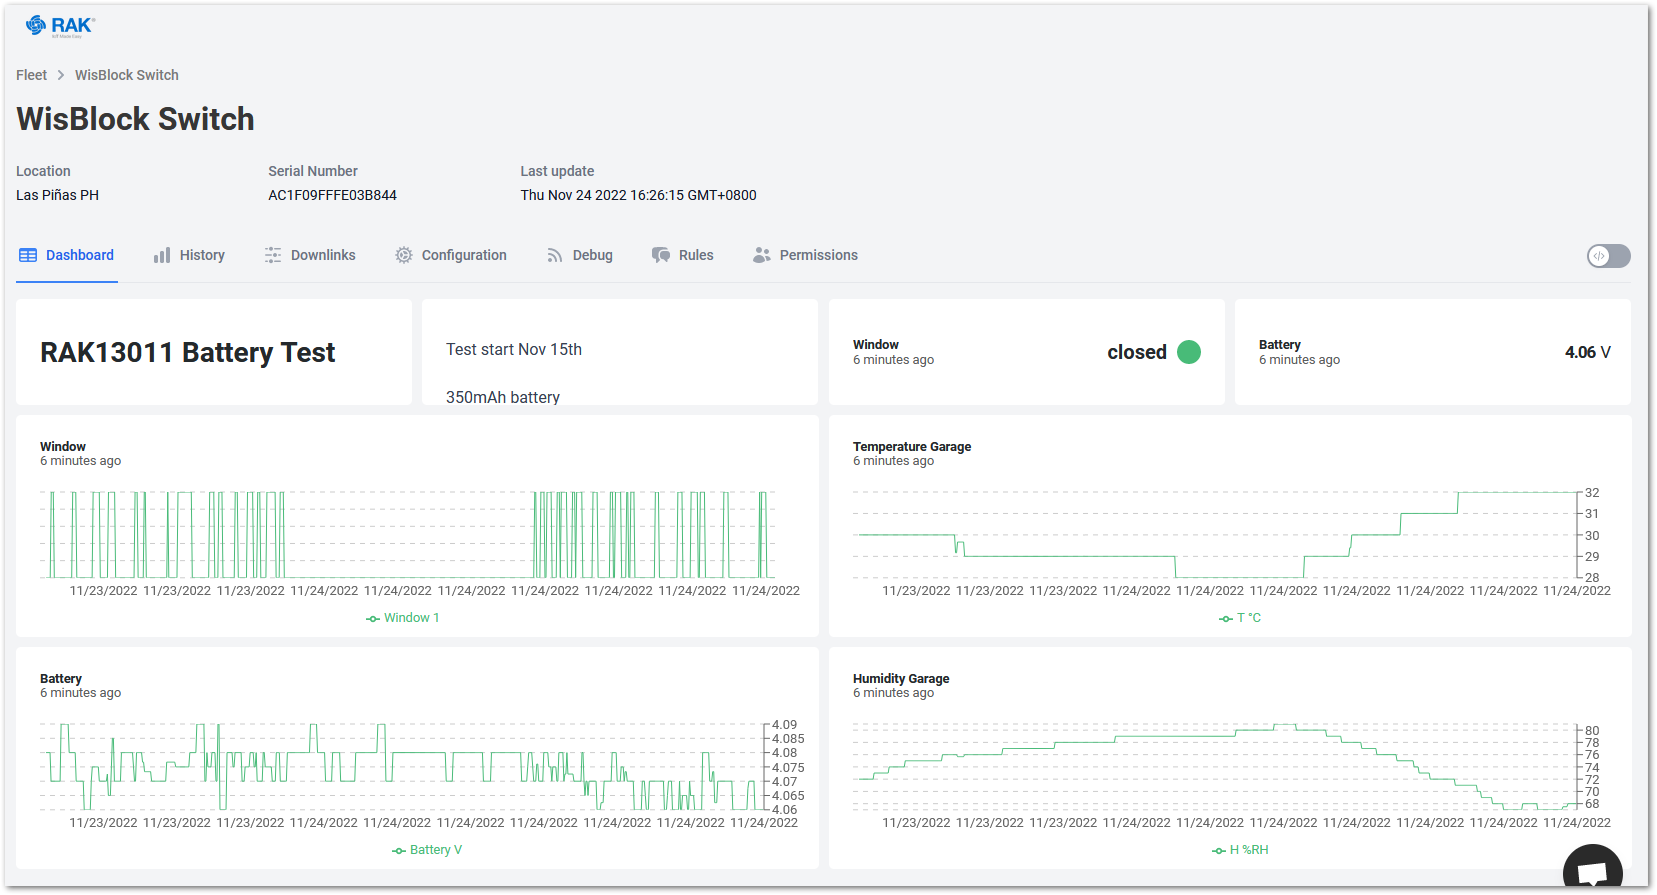 RAK®
IoT Made Easy
Fleet > WisBlock Switch
WisBlock Switch
Location Serial Number Last update
Las Piñas PH AC1F09FFFE03B844 Thu Nov 24 2022 16:26:15 GMT+0800
Dashboard History Downlinks Configuration Debug Rules Permissions </>
RAK13011 Battery Test
Test start Nov 15th
350mAh battery
Window
6 minutes ago
closed
Battery
6 minutes ago
4.06 V
Window
6 minutes ago
11/23/2022 11/23/2022 11/23/2022 11/24/2022 11/24/2022 11/24/2022 11/24/2022 11/24/2022 11/24/2022 11/24/2022
Window 1
Temperature Garage
6 minutes ago
32
31
30
29
28
11/23/2022 11/23/2022 11/23/2022 11/24/2022 11/24/2022 11/24/2022 11/24/2022 11/24/2022 11/24/2022 11/24/2022
T °C
Battery
6 minutes ago
4.09
4.085
4.08
4.075
4.07
4.065
4.06
11/23/2022 11/23/2022 11/23/2022 11/24/2022 11/24/2022 11/24/2022 11/24/2022 11/24/2022 11/24/2022 11/24/2022
Battery V
Humidity Garage
6 minutes ago
80
78
76
74
72
70
68
11/23/2022 11/23/2022 11/23/2022 11/24/2022 11/24/2022 11/24/2022 11/24/2022 11/24/2022 11/24/2022 11/24/2022
H %RH